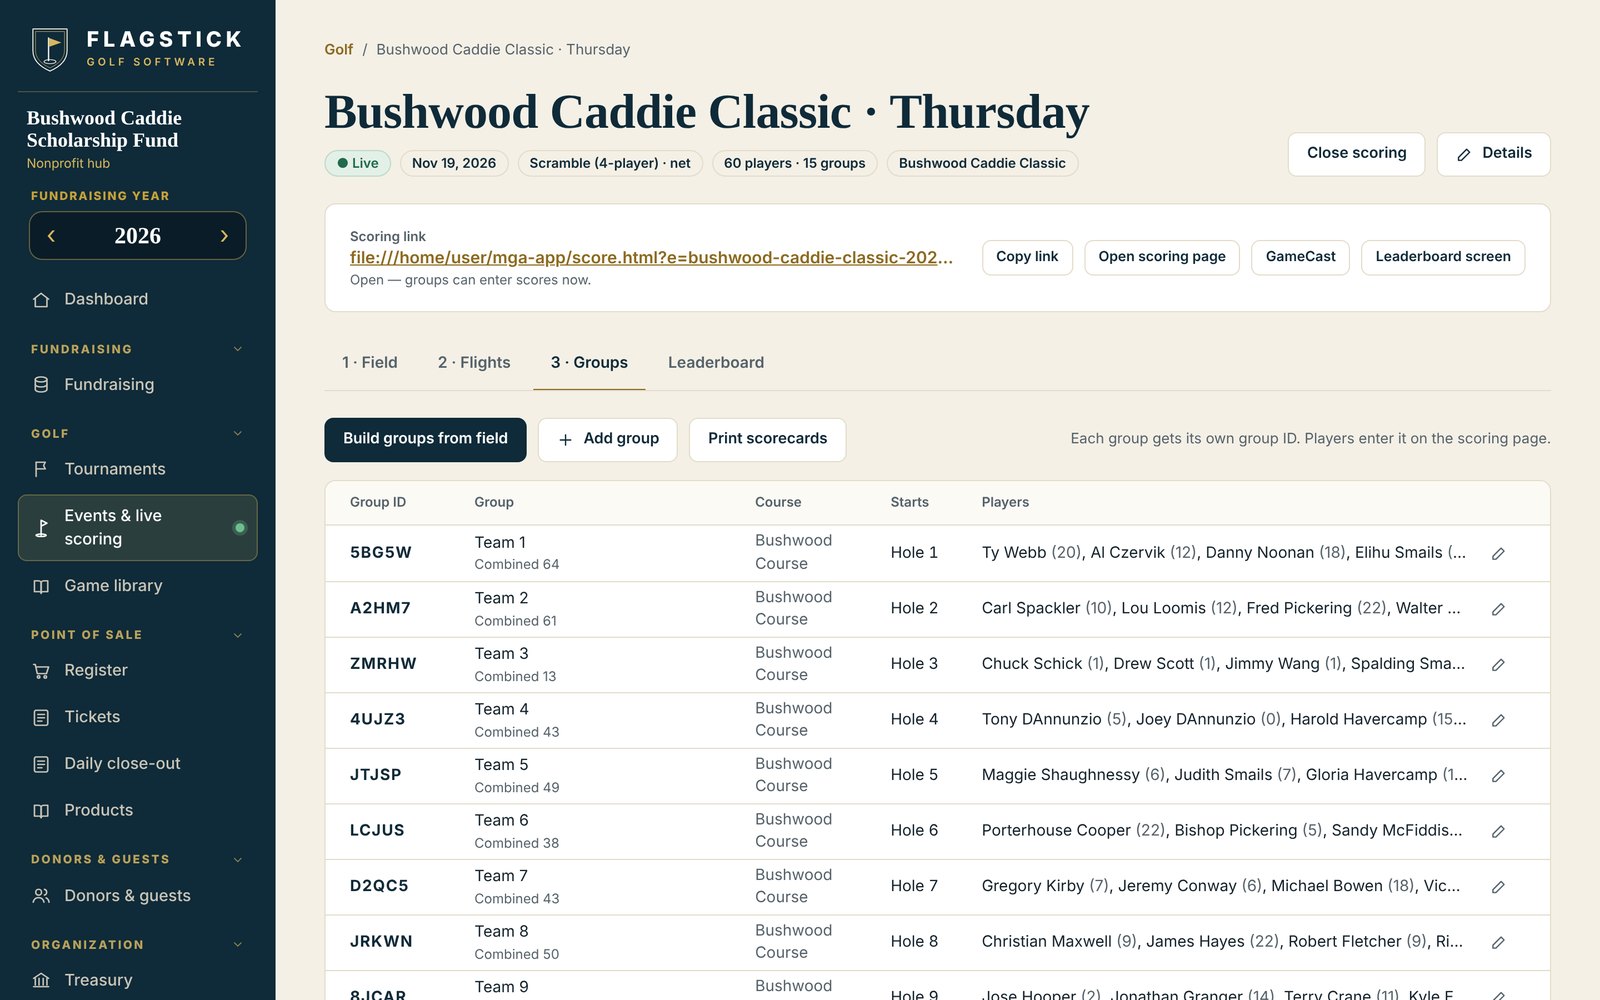 FLAGSTICK
GOLF SOFTWARE
Bushwood Caddie
Scholarship Fund
Nonprofit hub
FUNDRAISING YEAR
2026
Dashboard
FUNDRAISING
Fundraising
GOLF
Tournaments
Events & live
scoring
Game library
POINT OF SALE
Register
Tickets
Daily close-out
Products
DONORS & GUESTS
Donors & guests
ORGANIZATION
Treasury
Golf / Bushwood Caddie Classic · Thursday
Bushwood Caddie Classic · Thursday
Live Nov 19, 2026 Scramble (4-player) · net 60 players · 15 groups Bushwood Caddie Classic
Close scoring Details
Scoring link
file:///home/user/mga-app/score.html?e=bushwood-caddie-classic-202...
Open — groups can enter scores now.
Copy link Open scoring page GameCast Leaderboard screen
1 · Field 2 · Flights 3 · Groups Leaderboard
Build groups from field + Add group Print scorecards Each group gets its own group ID. Players enter it on the scoring page.
Group ID Group Course Starts Players
5BG5W Team 1 Combined 64 Bushwood Course Hole 1 Ty Webb (20), Al Czervik (12), Danny Noonan (18), Elihu Smails (...
A2HM7 Team 2 Combined 61 Bushwood Course Hole 2 Carl Spackler (10), Lou Loomis (12), Fred Pickering (22), Walter ...
ZMRHW Team 3 Combined 13 Bushwood Course Hole 3 Chuck Schick (1), Drew Scott (1), Jimmy Wang (1), Spalding Sma...
4UJZ3 Team 4 Combined 43 Bushwood Course Hole 4 Tony DAnnunzio (5), Joey DAnnunzio (0), Harold Havercamp (15...
JTJSP Team 5 Combined 49 Bushwood Course Hole 5 Maggie Shaughnessy (6), Judith Smails (7), Gloria Havercamp (1...
LCJUS Team 6 Combined 38 Bushwood Course Hole 6 Porterhouse Cooper (22), Bishop Pickering (5), Sandy McFiddis...
D2QC5 Team 7 Combined 43 Bushwood Course Hole 7 Gregory Kirby (7), Jeremy Conway (6), Michael Bowen (18), Vic...
JRKWN Team 8 Combined 50 Bushwood Course Hole 8 Christian Maxwell (9), James Hayes (22), Robert Fletcher (9), Ri...
8JCAR Team 9 Bushwood Hole 9 Jose Hooper (2), Jonathan Granger (14), Terry Crane (11), Kyle